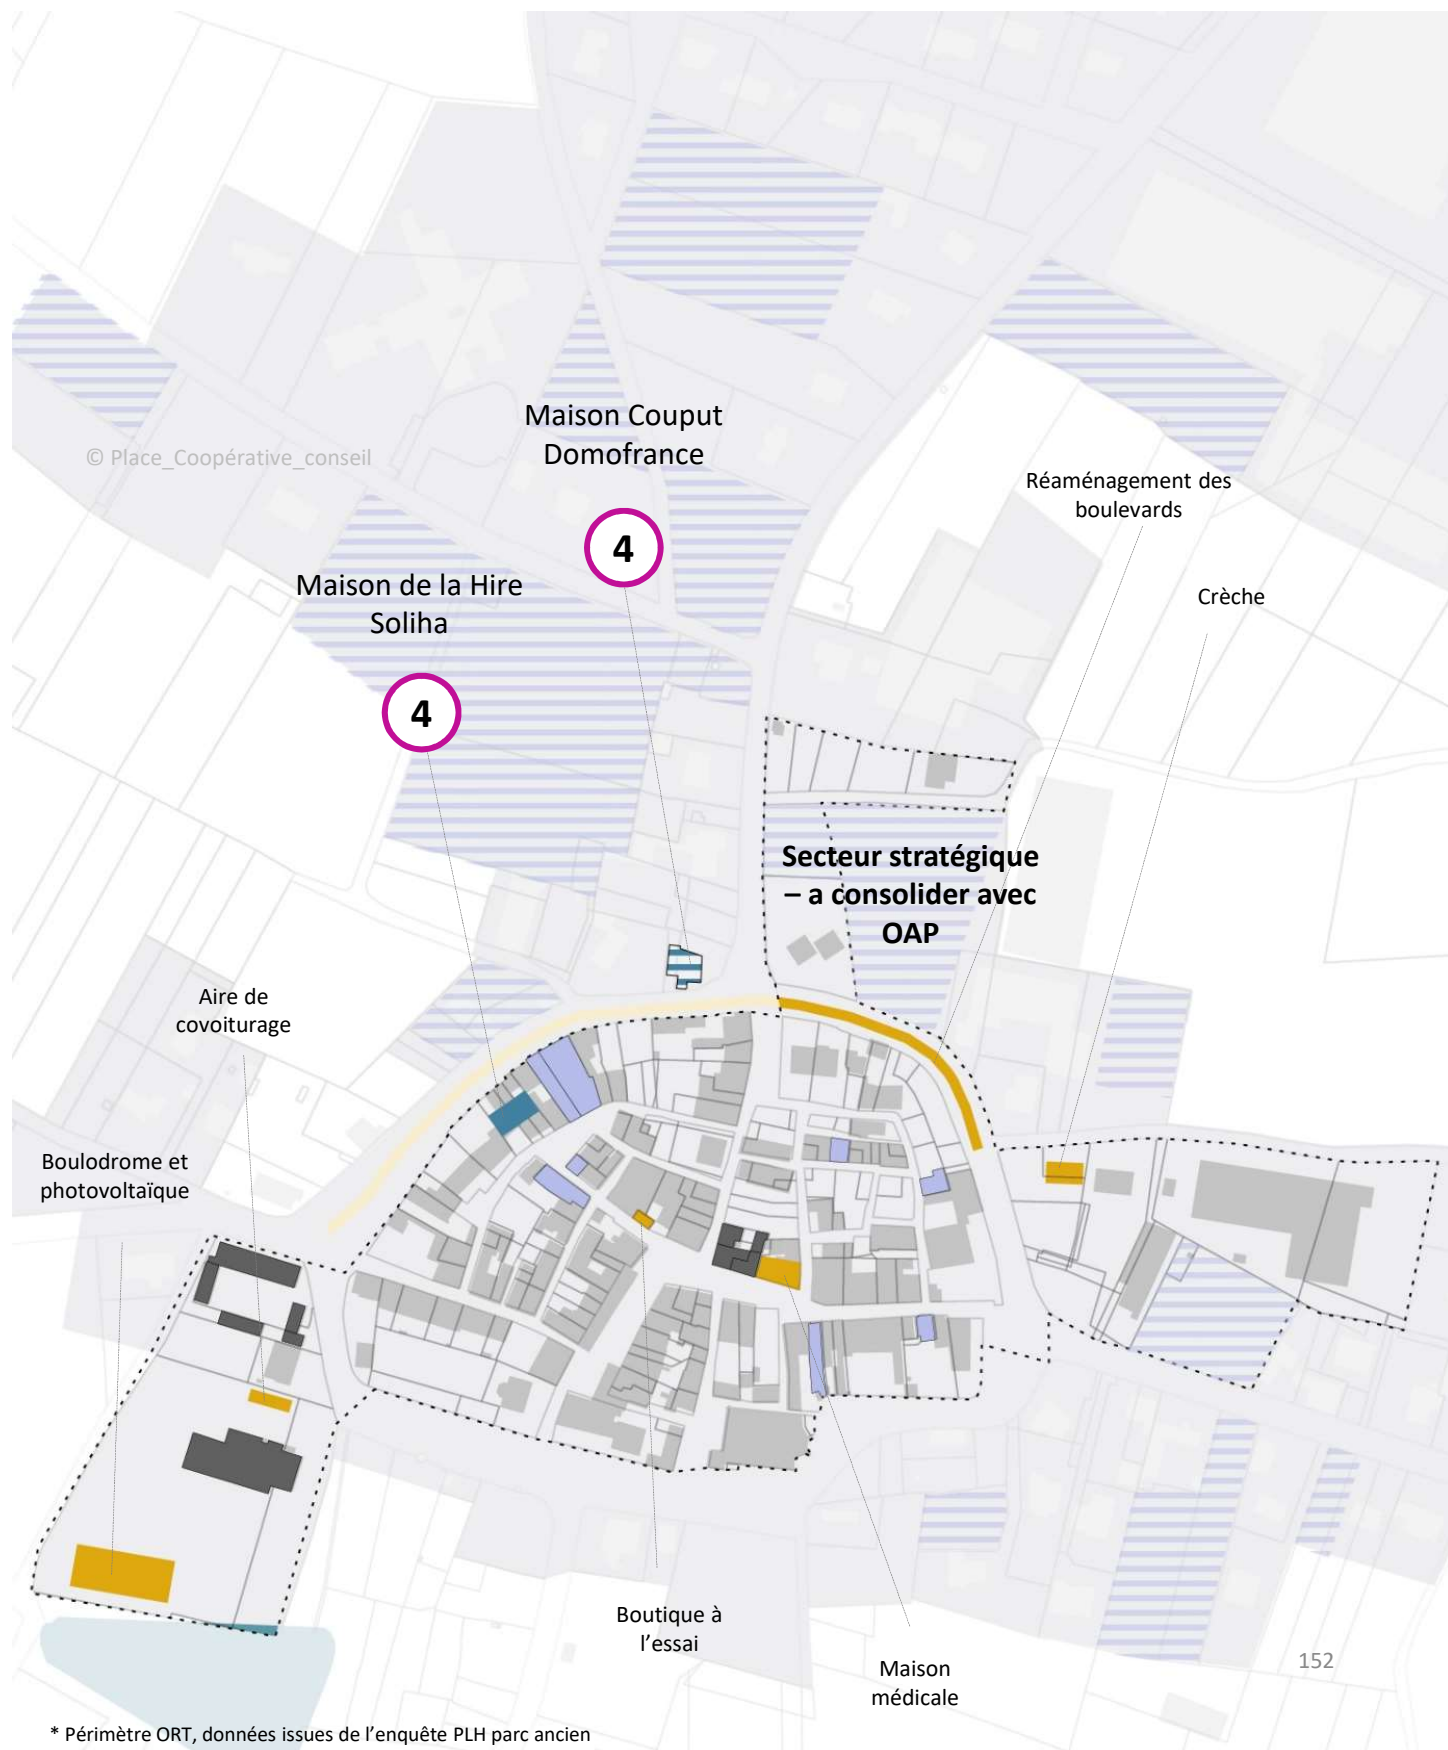 Maison Couput
Domofrance
© Place_Coopérative_conseil
Réaménagement des
boulevards
4
Maison de la Hire
Soliha
Crèche
4
Secteur stratégique
– a consolider avec
OAP
Aire de
covoiturage
Boulodrome et
photovoltaïque
Boutique à
l’essai
Maison
médicale
152
* Périmètre ORT, données issues de l’enquête PLH parc ancien